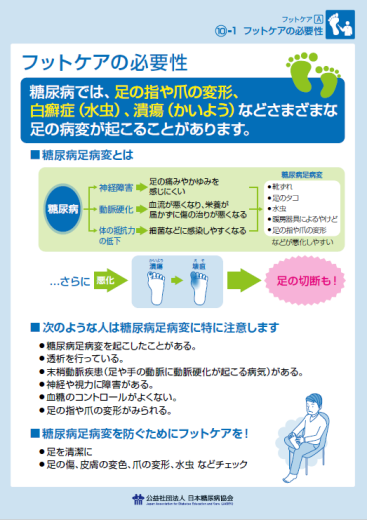 フットケア A
⑩-1 フットケアの必要性
フットケアの必要性
糖尿病では、足の指や爪の変形、
白癬症（水虫）、潰瘍（かいよう）などさまざまな
足の病変が起こることがあります。
■糖尿病足病変とは
糖尿病
神経障害
足の痛みやかゆみを
感じにくい
動脈硬化
血流が悪くなり、栄養が
届かずに傷の治りが悪くなる
体の抵抗力
の低下
細菌などに感染しやすくなる
糖尿病足病変
●靴ずれ
●足のタコ
●水虫
●暖房器具によるやけど
●足の指や爪の変形
などが悪化しやすい
…さらに
悪化
かいよう
潰瘍
えそ
壊疽
足の切断も！
■ 次のような人は糖尿病足病変に特に注意します
●糖尿病足病変を起こしたことがある。
●透析を行っている。
●末梢動脈疾患（足や手の動脈に動脈硬化が起こる病気）がある。
●神経や視力に障害がある。
●血糖のコントロールがよくない。
●足の指や爪の変形がみられる。
■糖尿病足病変を防ぐためにフットケアを！
●足を清潔に
●足の傷、皮膚の変色、爪の変形、水虫 などチェック
公益社団法人 日本糖尿病協会
Japan Association for Diabetes Education and Care (JADEC)